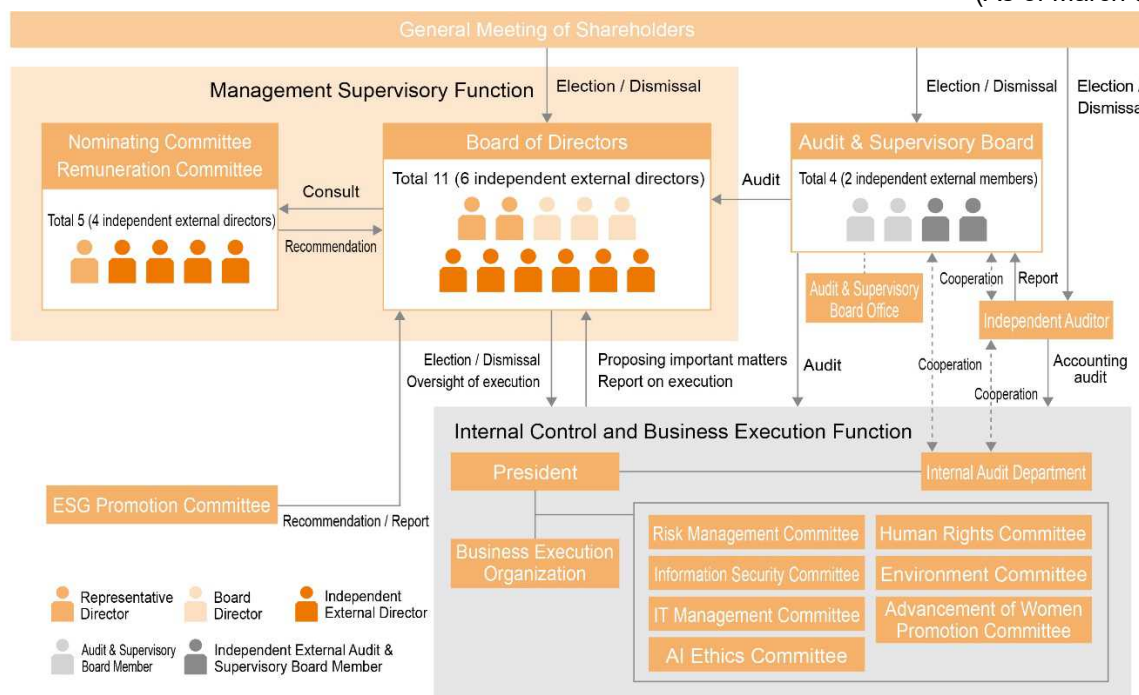 (As of March
General Meeting of Shareholders
Election / Dismissal
Election / Dismissal
Election /
Dismissal
Management Supervisory Function
Nominating Committee
Remuneration Committee
Total 5 (4 independent external directors)
Consult
Recommendation
Board of Directors
Total 11 (6 independent external directors)
Audit
Audit & Supervisory Board
Total 4 (2 independent external members)
Audit & Supervisory
Board Office
Cooperation
Report
Independent Auditor
Election / Dismissal
Oversight of execution
Proposing important matters
Report on execution
Audit
Cooperation
Cooperation
Accounting
audit
Internal Control and Business Execution Function
President
Internal Audit Department
ESG Promotion Committee
Recommendation / Report
Business Execution
Organization
Risk Management Committee
Human Rights Committee
Information Security Committee
Environment Committee
IT Management Committee
Advancement of Women
Promotion Committee
AI Ethics Committee
Representative
Director
Board
Director
Independent
External Director
Audit & Supervisory
Board Member
Independent External Audit &
Supervisory Board Member